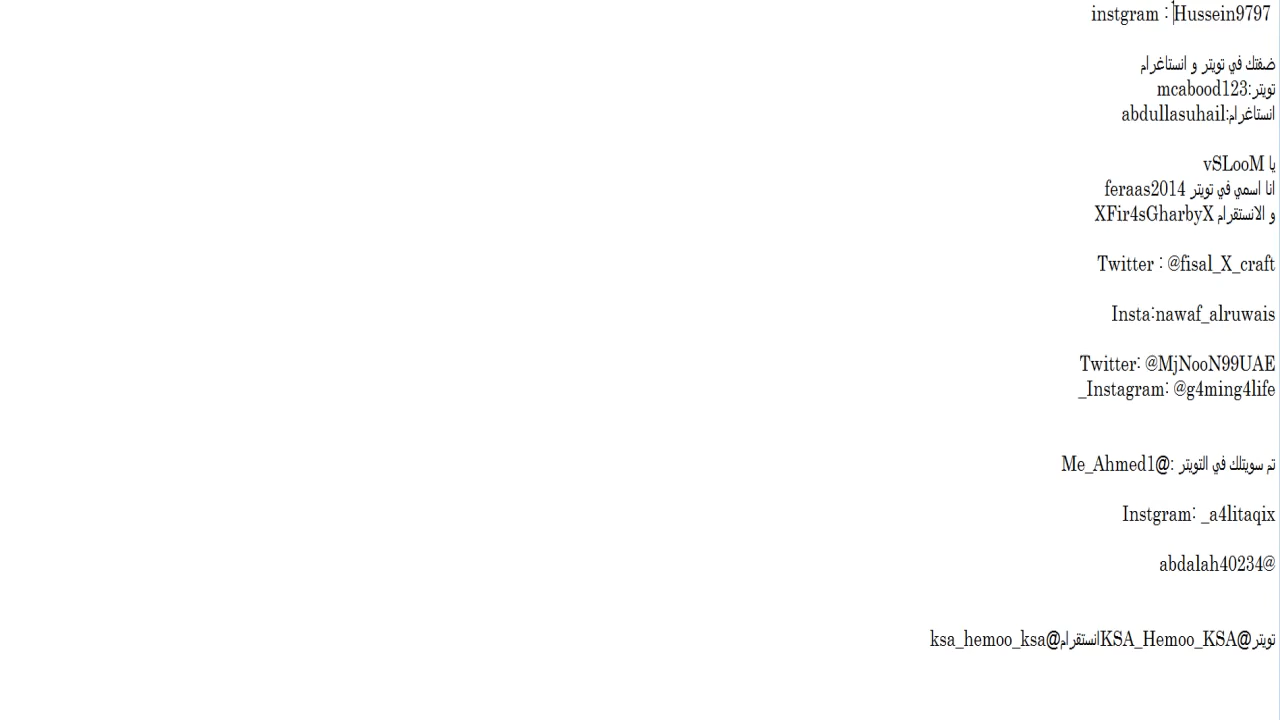 instgram : Hussein9797
ضفتك في تويتر و انستاغرام
تويتر:mcabood123
انستاغرام:abdullasuhail
يا vSLooM
انا اسمي في تويتر feraas2014
و الانستقرام XFir4sGharbyX
Twitter : @fisal_X_craft
Insta:nawaf_alruwais
Twitter: @MjNooN99UAE
_Instagram: @g4ming4life
تم سويتلك في التويتر :@Me_Ahmed1
Instgram: _a4litaqix
abdalah40234@
تويتر@KSA_Hemoo_KSAانستقرام@ksa_hemoo_ksa